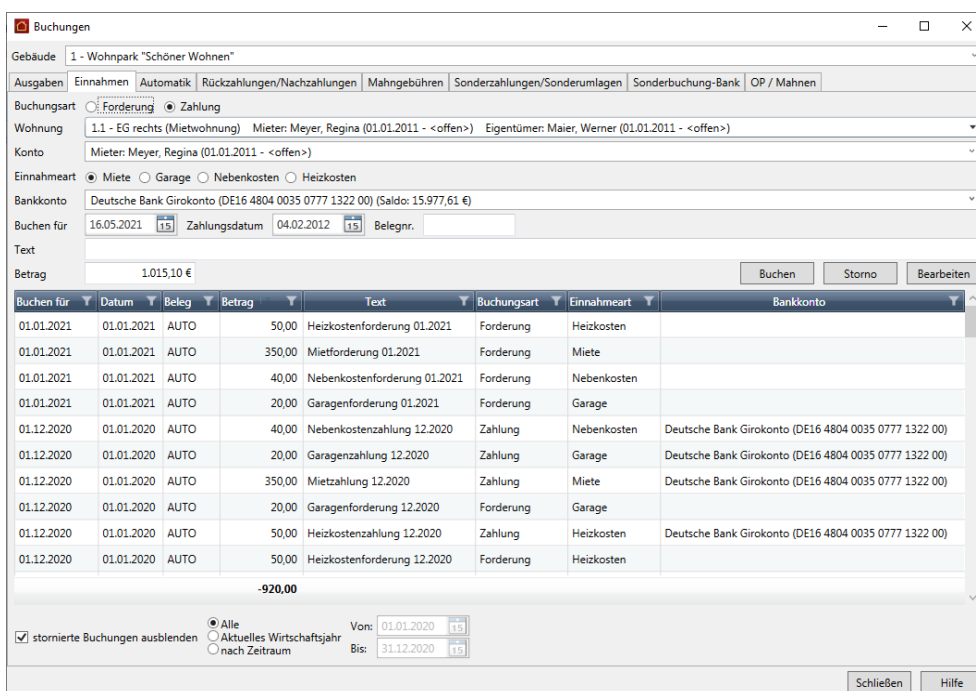 Buchungen
Gebäude 1 - Wohnpark "Schöner Wohnen"
Ausgaben Einnahmen Automatik Rückzahlungen/Nachzahlungen Mahngebühren Sonderzahlungen/Sonderumlagen Sonderbuchung-Bank OP / Mahnen
Buchungsart Forderung Zahlung
Wohnung 1.1 - EG rechts (Mietwohnung) Mieter: Meyer, Regina (01.01.2011 - <offen>) Eigentümer: Maier, Werner (01.01.2011 - <offen>)
Konto Mieter: Meyer, Regina (01.01.2011 - <offen>)
Einnahmeart Miete Garage Nebenkosten Heizkosten
Bankkonto Deutsche Bank Girokonto (DE16 4804 0035 0777 1322 00) (Saldo: 15.977,61 €)
Buchen für 16.05.2021 15 Zahlungsdatum 04.02.2012 15 Belegnr.
Text
Betrag 1.015,10 € Buchen Storno Bearbeiten
Buchen für Datum Beleg Betrag Text Buchungsart Einnahmeart Bankkonto
01.01.2021 01.01.2021 AUTO 50,00 Heizkostenforderung 01.2021 Forderung Heizkosten
01.01.2021 01.01.2021 AUTO 350,00 Mietforderung 01.2021 Forderung Miete
01.01.2021 01.01.2021 AUTO 40,00 Nebenkostenforderung 01.2021 Forderung Nebenkosten
01.01.2021 01.01.2021 AUTO 20,00 Garagenforderung 01.2021 Forderung Garage
01.12.2020 01.01.2020 AUTO 40,00 Nebenkostenzahlung 12.2020 Zahlung Nebenkosten Deutsche Bank Girokonto (DE16 4804 0035 0777 1322 00)
01.12.2020 01.01.2020 AUTO 20,00 Garagenzahlung 12.2020 Zahlung Garage Deutsche Bank Girokonto (DE16 4804 0035 0777 1322 00)
01.12.2020 01.01.2020 AUTO 350,00 Mietzahlung 12.2020 Zahlung Miete Deutsche Bank Girokonto (DE16 4804 0035 0777 1322 00)
01.12.2020 01.01.2020 AUTO 20,00 Garagenforderung 12.2020 Forderung Garage
01.12.2020 01.01.2020 AUTO 50,00 Heizkostenzahlung 12.2020 Zahlung Heizkosten Deutsche Bank Girokonto (DE16 4804 0035 0777 1322 00)
01.12.2020 01.01.2020 AUTO 50,00 Heizkostenforderung 12.2020 Forderung Heizkosten
-920,00
stornierte Buchungen ausblenden
Alle
Aktuelles Wirtschaftsjahr
nach Zeitraum
Von: 01.01.2020 15
Bis: 31.12.2020 15
Schließen Hilfe